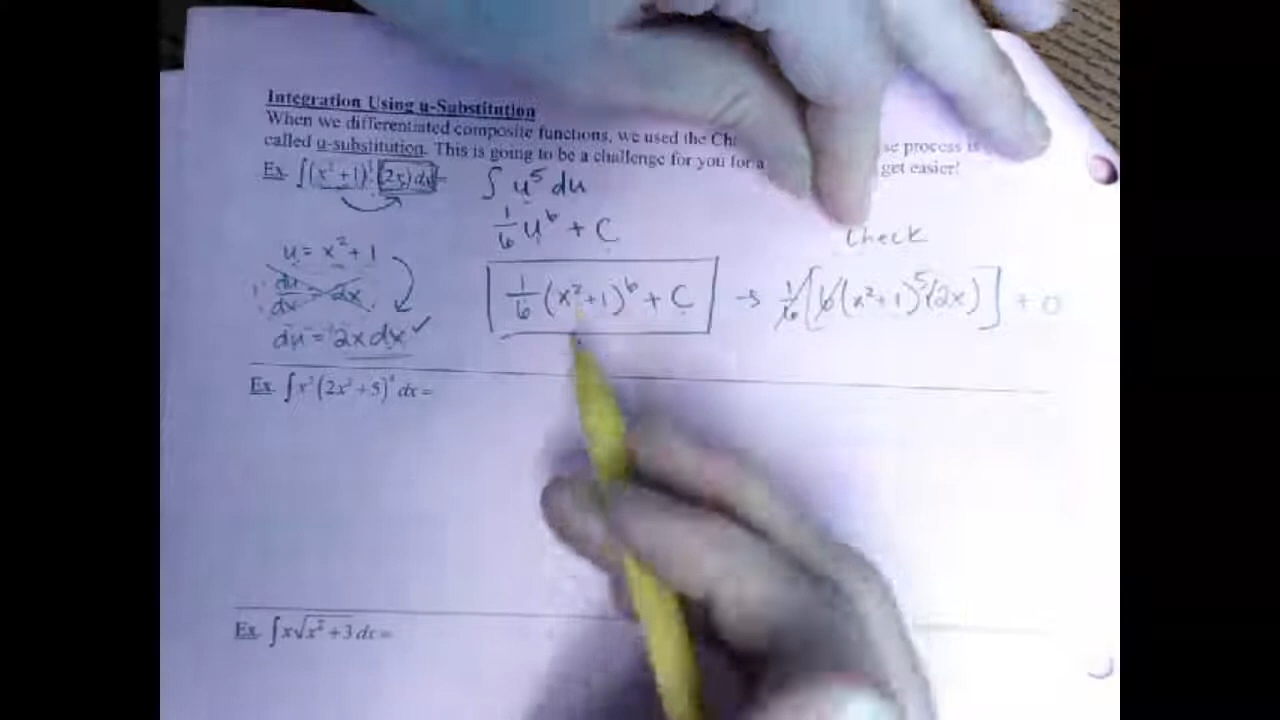 Integration Using u-Substitution
When we differentiated composite functions, we used the Ch se process is
called u-substitution. This is going to be a challenge for you for a get easier!
Ex. ∫(x² + 1)⁵(2x)dx= ∫ u⁵ du
1/6 u⁶ + C
Check
u = x² + 1
du/dx = 2x
1/6 (x²+1)⁶ + C → 1/6[6(x²+1)⁵(2x)] + 0
du = 2x dx ✓
Ex. ∫ (2x³ + 5)⁴ dx =
Ex. ∫x√x² + 3 dx =